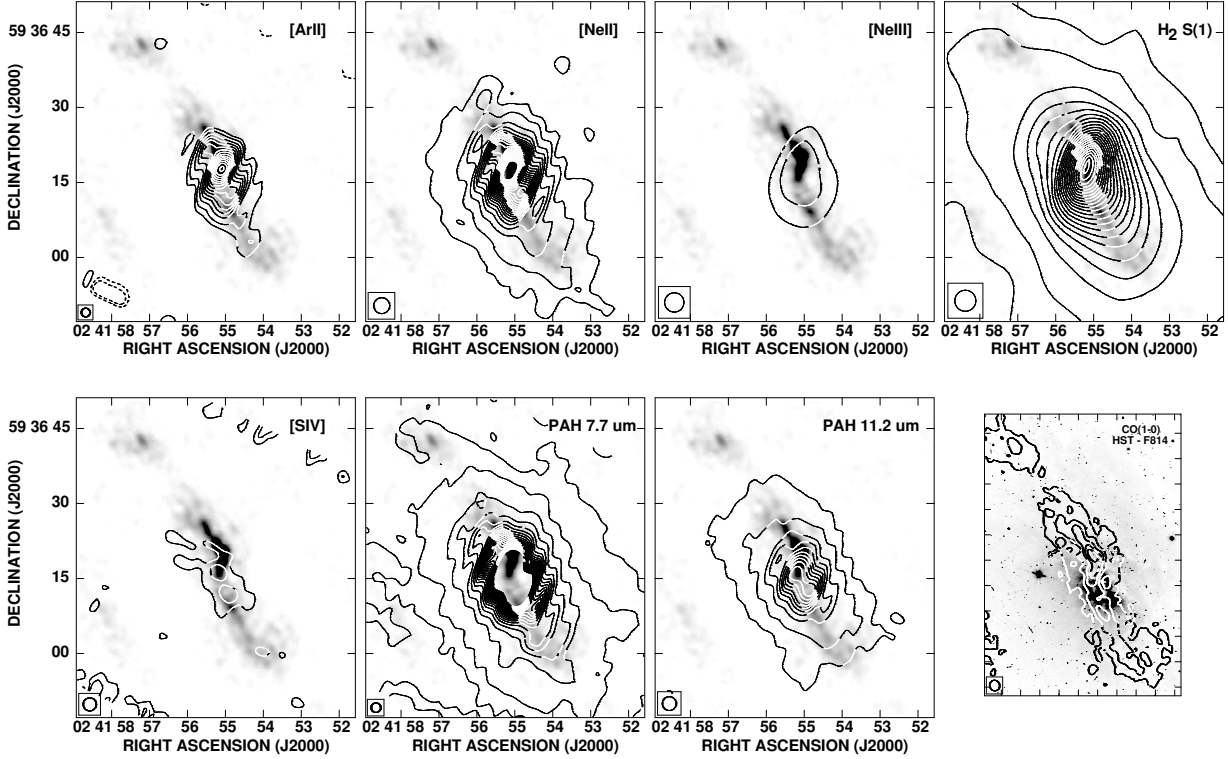 [ArII]
[NeII]
[NeIII]
H2 S(1)
DECLINATION (J2000)
59 36 45
30
15
00
02 41 58 57 56 55 54 53 52
02 41 58 57 56 55 54 53 52
02 41 58 57 56 55 54 53 52
02 41 58 57 56 55 54 53 52
RIGHT ASCENSION (J2000)
RIGHT ASCENSION (J2000)
RIGHT ASCENSION (J2000)
RIGHT ASCENSION (J2000)
[SIV]
PAH 7.7 um
PAH 11.2 um
CO(1-0)
HST - F814
DECLINATION (J2000)
59 36 45
30
15
00
02 41 58 57 56 55 54 53 52
02 41 58 57 56 55 54 53 52
02 41 58 57 56 55 54 53 52
RIGHT ASCENSION (J2000)
RIGHT ASCENSION (J2000)
RIGHT ASCENSION (J2000)